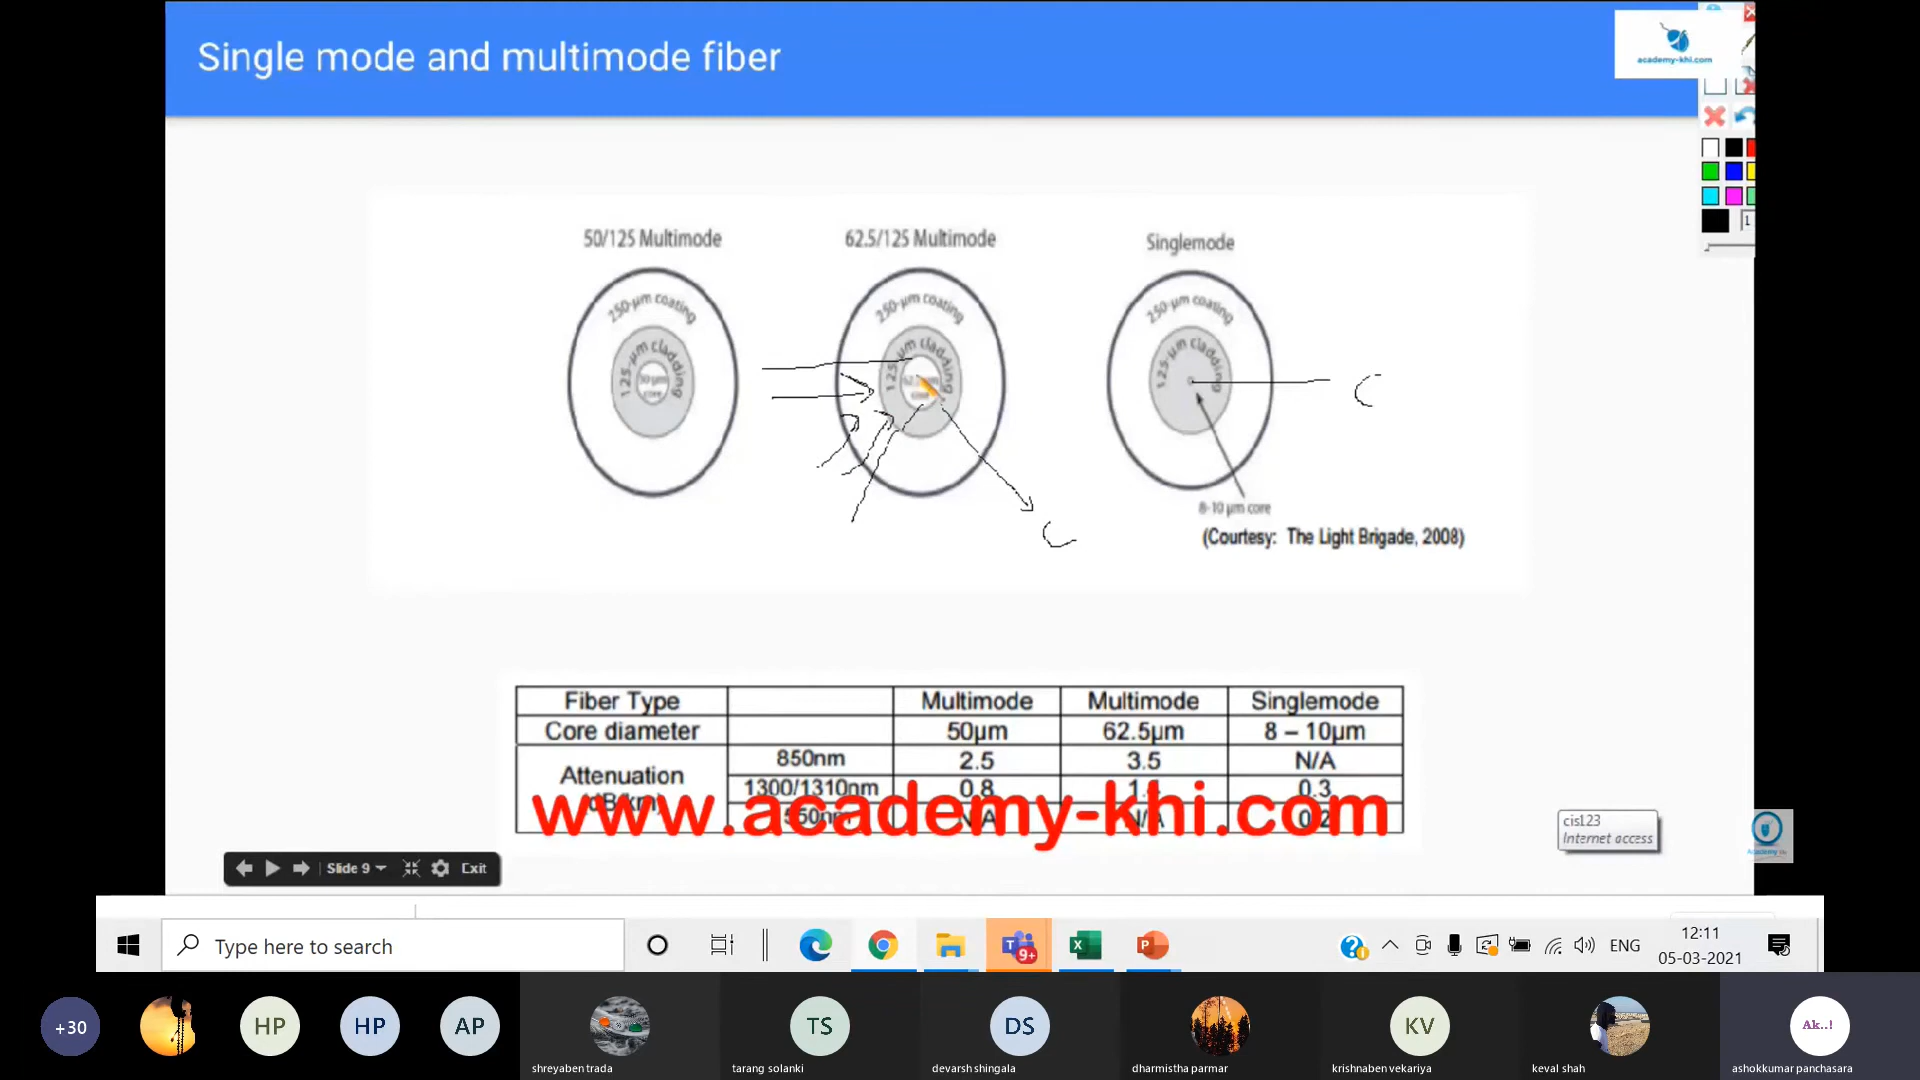 Single mode and multimode fiber
academy-khi.com
50/125 Multimode
62.5/125 Multimode
Singlemode
250-µm coating
250-µm coating
250-µm coating
125-µm cladding
125-µm cladding
125-µm cladding
50 µm
core
C
C
8-10 µm core
(Courtesy: The Light Brigade, 2008)
Fiber Type Multimode Multimode Singlemode
Core diameter 50µm 62.5µm 8 – 10µm
Attenuation 850nm 2.5 3.5 N/A
1300/1310nm 0.8 0.3
N/A N/A
www.academy-khi.com
cis123
Internet access
Slide 9 Exit
Type here to search
9+
ENG
12:11
05-03-2021
+30
HP
HP
AP
TS
DS
KV
Ak..!
shreyaben trada
tarang solanki
devarsh shingala
dharmistha parmar
krishnaben vekariya
keval shah
ashokkumar panchasara